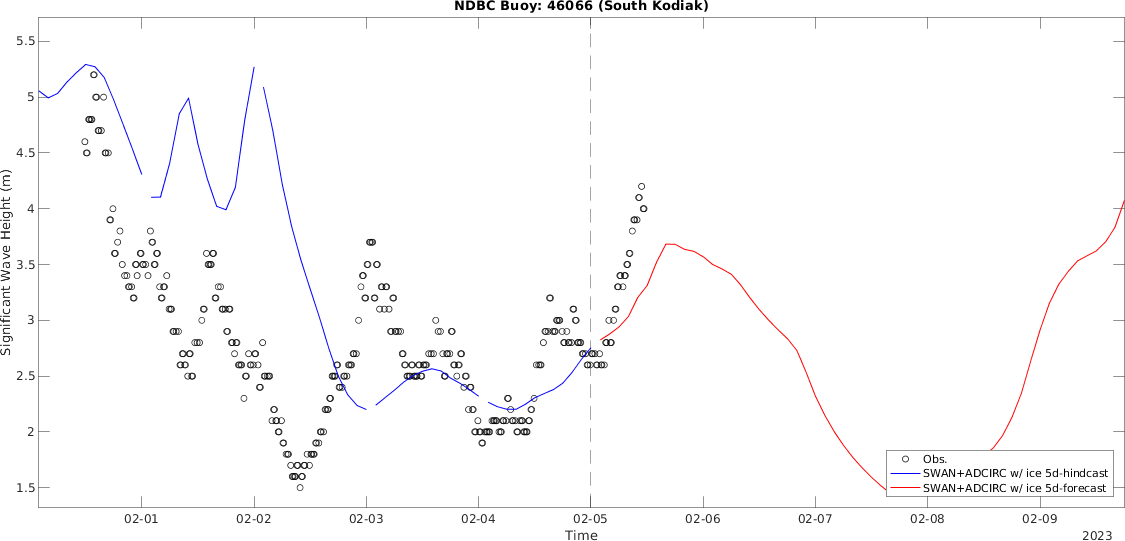 NDBC Buoy: 46066 (South Kodiak)
Significant Wave Height (m)
5.5
5
4.5
4
3.5
3
2.5
2
1.5
Obs.
SWAN+ADCIRC w/ ice 5d-hindcast
SWAN+ADCIRC w/ ice 5d-forecast
02-01 02-02 02-03 02-04 02-05 02-06 02-07 02-08 02-09
Time 2023